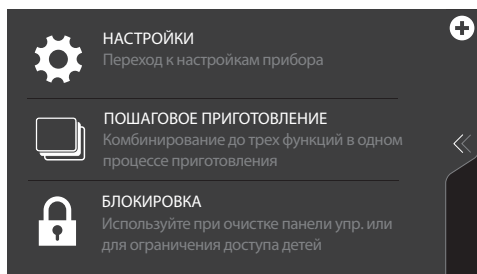 НАСТРОЙКИ
Переход к настройкам прибора
ПОШАГОВОЕ ПРИГОТОВЛЕНИЕ
Комбинирование до трех функций в одном
процессе приготовления
БЛОКИРОВКА
Используйте при очистке панели упр. или
для ограничения доступа детей